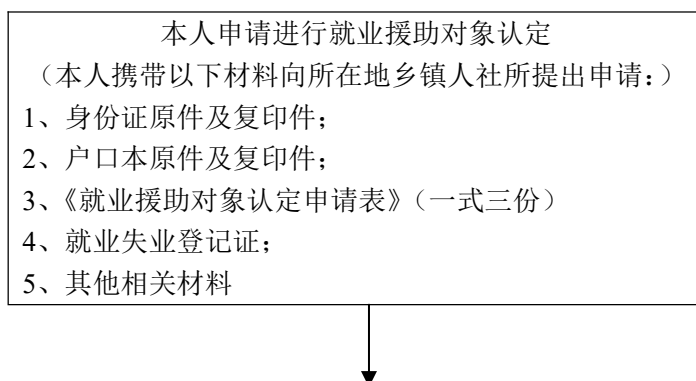 本人申请进行就业援助对象认定
（本人携带以下材料向所在地乡镇人社所提出申请：）
1、身份证原件及复印件；
2、户口本原件及复印件；
3、《就业援助对象认定申请表》（一式三份）
4、就业失业登记证；
5、其他相关材料